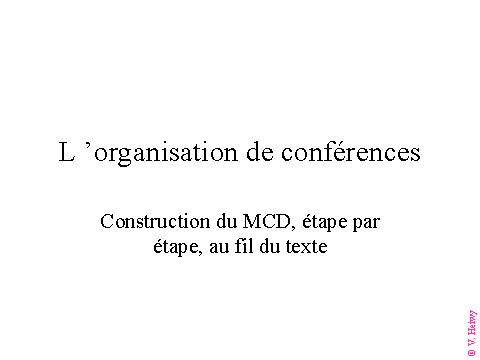 L ’organisation de conférences
Construction du MCD, étape par
étape, au fil du texte
© V. Heiwy